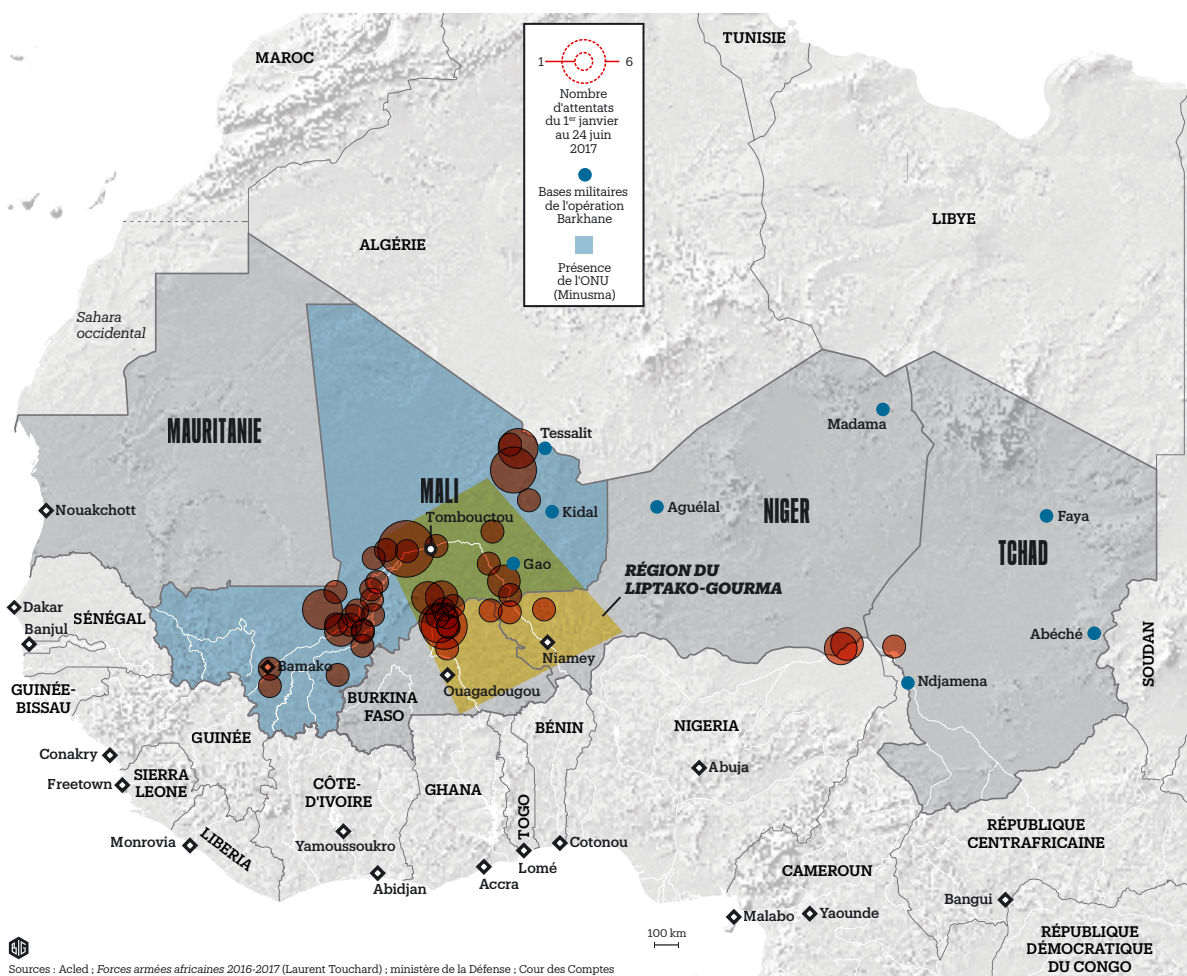 TUNISIE
MAROC
1
6
Nombre
d'attentats
du 1er janvier
au 24 juin
2017
Bases militaires
de l'opération
Barkhane
Présence
de l'ONU
(Minusma)
LIBYE
ALGÉRIE
Sahara
occidental
MAURITANIE
Madama
Tessalit
MALI
Nouakchott
Tombouctou
Kidal
Aguélal
NIGER
Faya
TCHAD
Gao
RÉGION DU
LIPTAKO-GOURMA
Dakar
SÉNÉGAL
Banjul
Abéché
SOUDAN
Niamey
Bamako
Ouagadougou
Ndjamena
GUINÉE-
BISSAU
BURKINA
FASO
BÉNIN
NIGERIA
GUINÉE
Conakry
Abuja
Freetown
SIERRA
LEONE
CÔTE-
D'IVOIRE
GHANA
TOGO
RÉPUBLIQUE
CENTRAFRICAINE
Monrovia
LIBERIA
Yamoussoukro
Cotonou
Lomé
Accra
Abidjan
CAMEROUN
Bangui
Malabo
Yaounde
100 km
RÉPUBLIQUE
DÉMOCRATIQUE
DU CONGO
BIG
Sources : Acled ; Forces armées africaines 2016-2017 (Laurent Touchard) ; ministère de la Défense ; Cour des Comptes